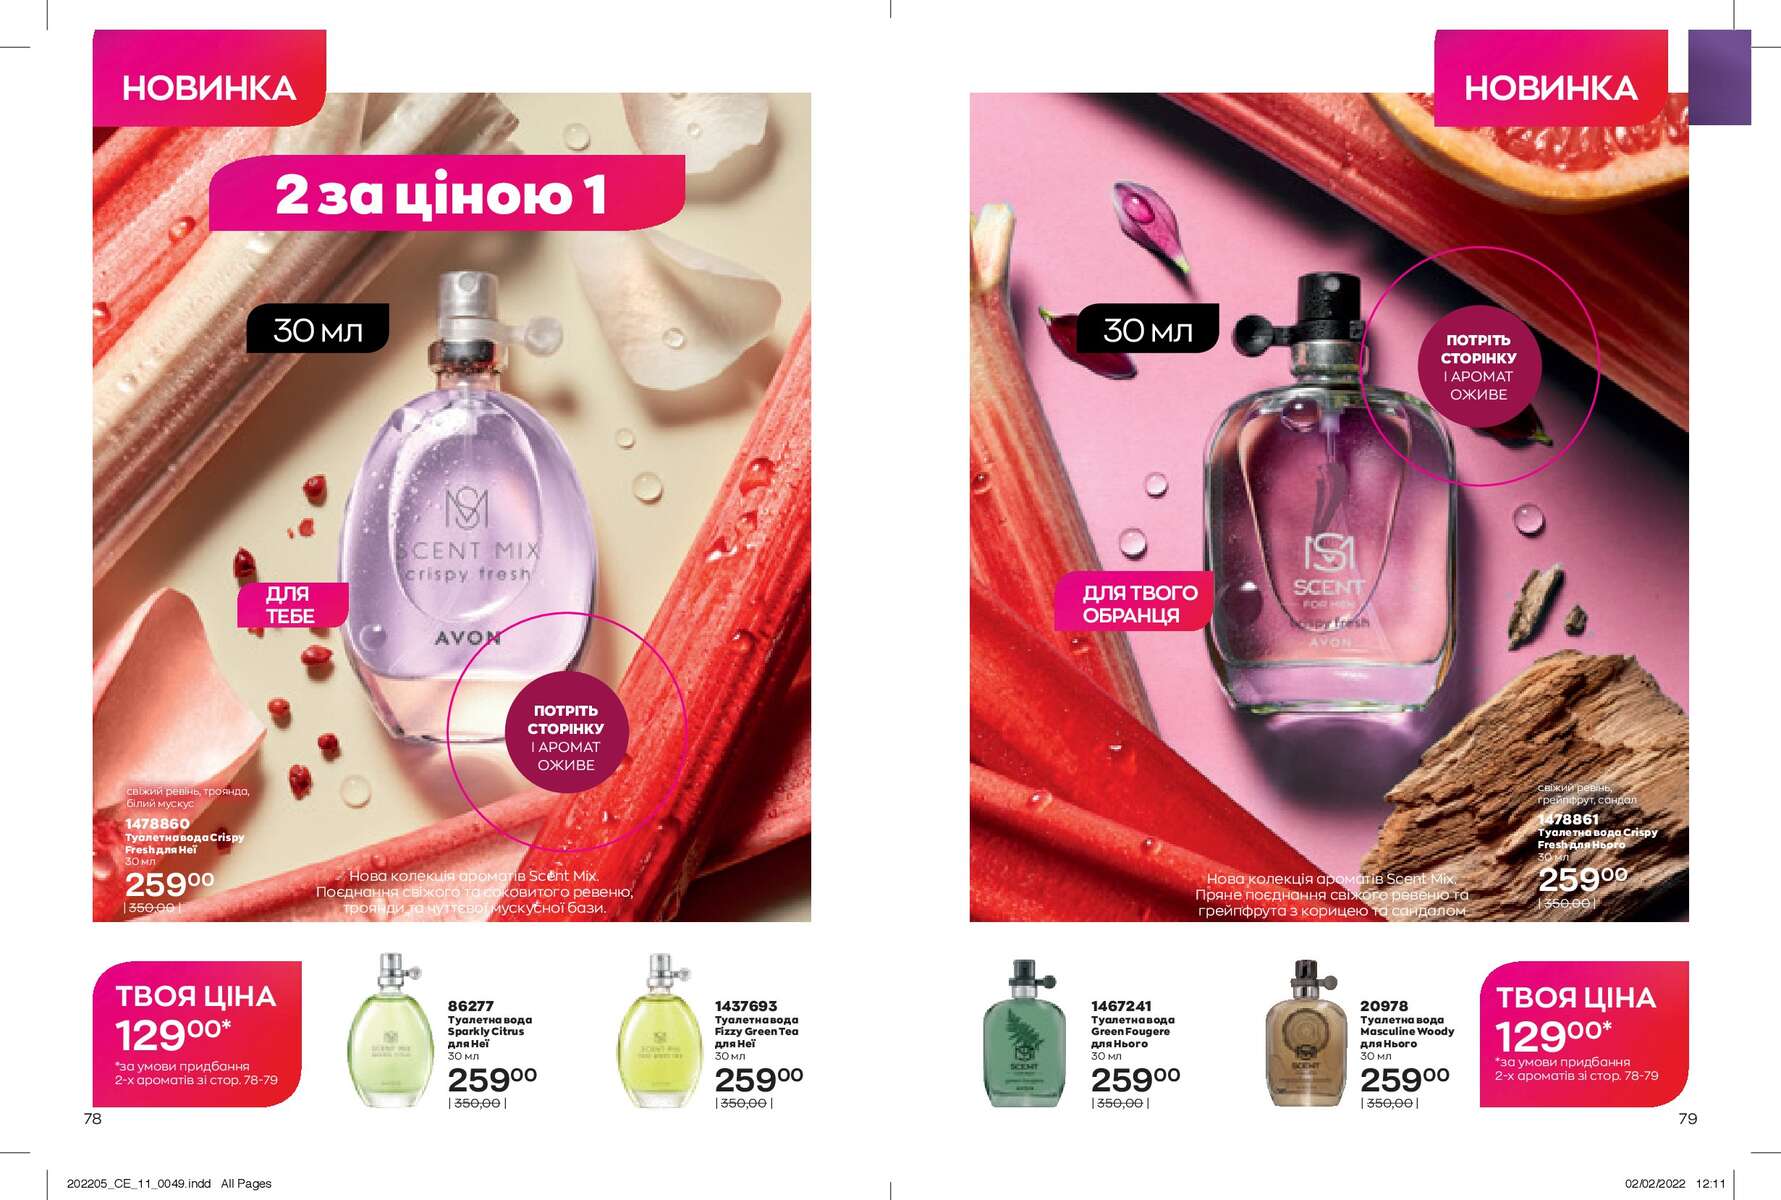 НОВИНКА
2 за ціною 1
30 мл
SM
SCENT MIX
crispy fresh
AVON
ДЛЯ
ТЕБЕ
ПОТРІТЬ
СТОРІНКУ
І АРОМАТ
ОЖИВЕ
свіжий ревінь, троянда,
білий мускус
1478860
Туалетна вода Crispy
Fresh для Неї
30 мл
259⁰⁰
| 350,00 |
Нова колекція ароматів Scent Mix.
Поєднання свіжого та соковитого ревеню,
троянди та чуттєвої мускусної бази.
ТВОЯ ЦІНА
129⁰⁰*
*за умови придбання
2-х ароматів зі стор. 78-79
86277
Туалетна вода
Sparkly Citrus
для Неї
30 мл
259⁰⁰
| 350,00 |
1437693
Туалетна вода
Fizzy Green Tea
для Неї
30 мл
259⁰⁰
| 350,00 |
78
НОВИНКА
30 мл
ПОТРІТЬ
СТОРІНКУ
І АРОМАТ
ОЖИВЕ
SM
SCENT
FOR MEN
crispy fresh
AVON
ДЛЯ ТВОГО
ОБРАНЦЯ
свіжий ревінь,
грейпфрут, сандал
1478861
Туалетна вода Crispy
Fresh для Нього
30 мл
259⁰⁰
| 350,00 |
Нова колекція ароматів Scent Mix.
Пряне поєднання свіжого ревеню та
грейпфрута з корицею та сандалом
1467241
Туалетна вода
Green Fougere
для Нього
30 мл
259⁰⁰
| 350,00 |
20978
Туалетна вода
Masculine Woody
для Нього
30 мл
259⁰⁰
| 350,00 |
ТВОЯ ЦІНА
129⁰⁰*
*за умови придбання
2-х ароматів зі стор. 78-79
79
202205_CE_11_0049.indd All Pages
02/02/2022 12:11